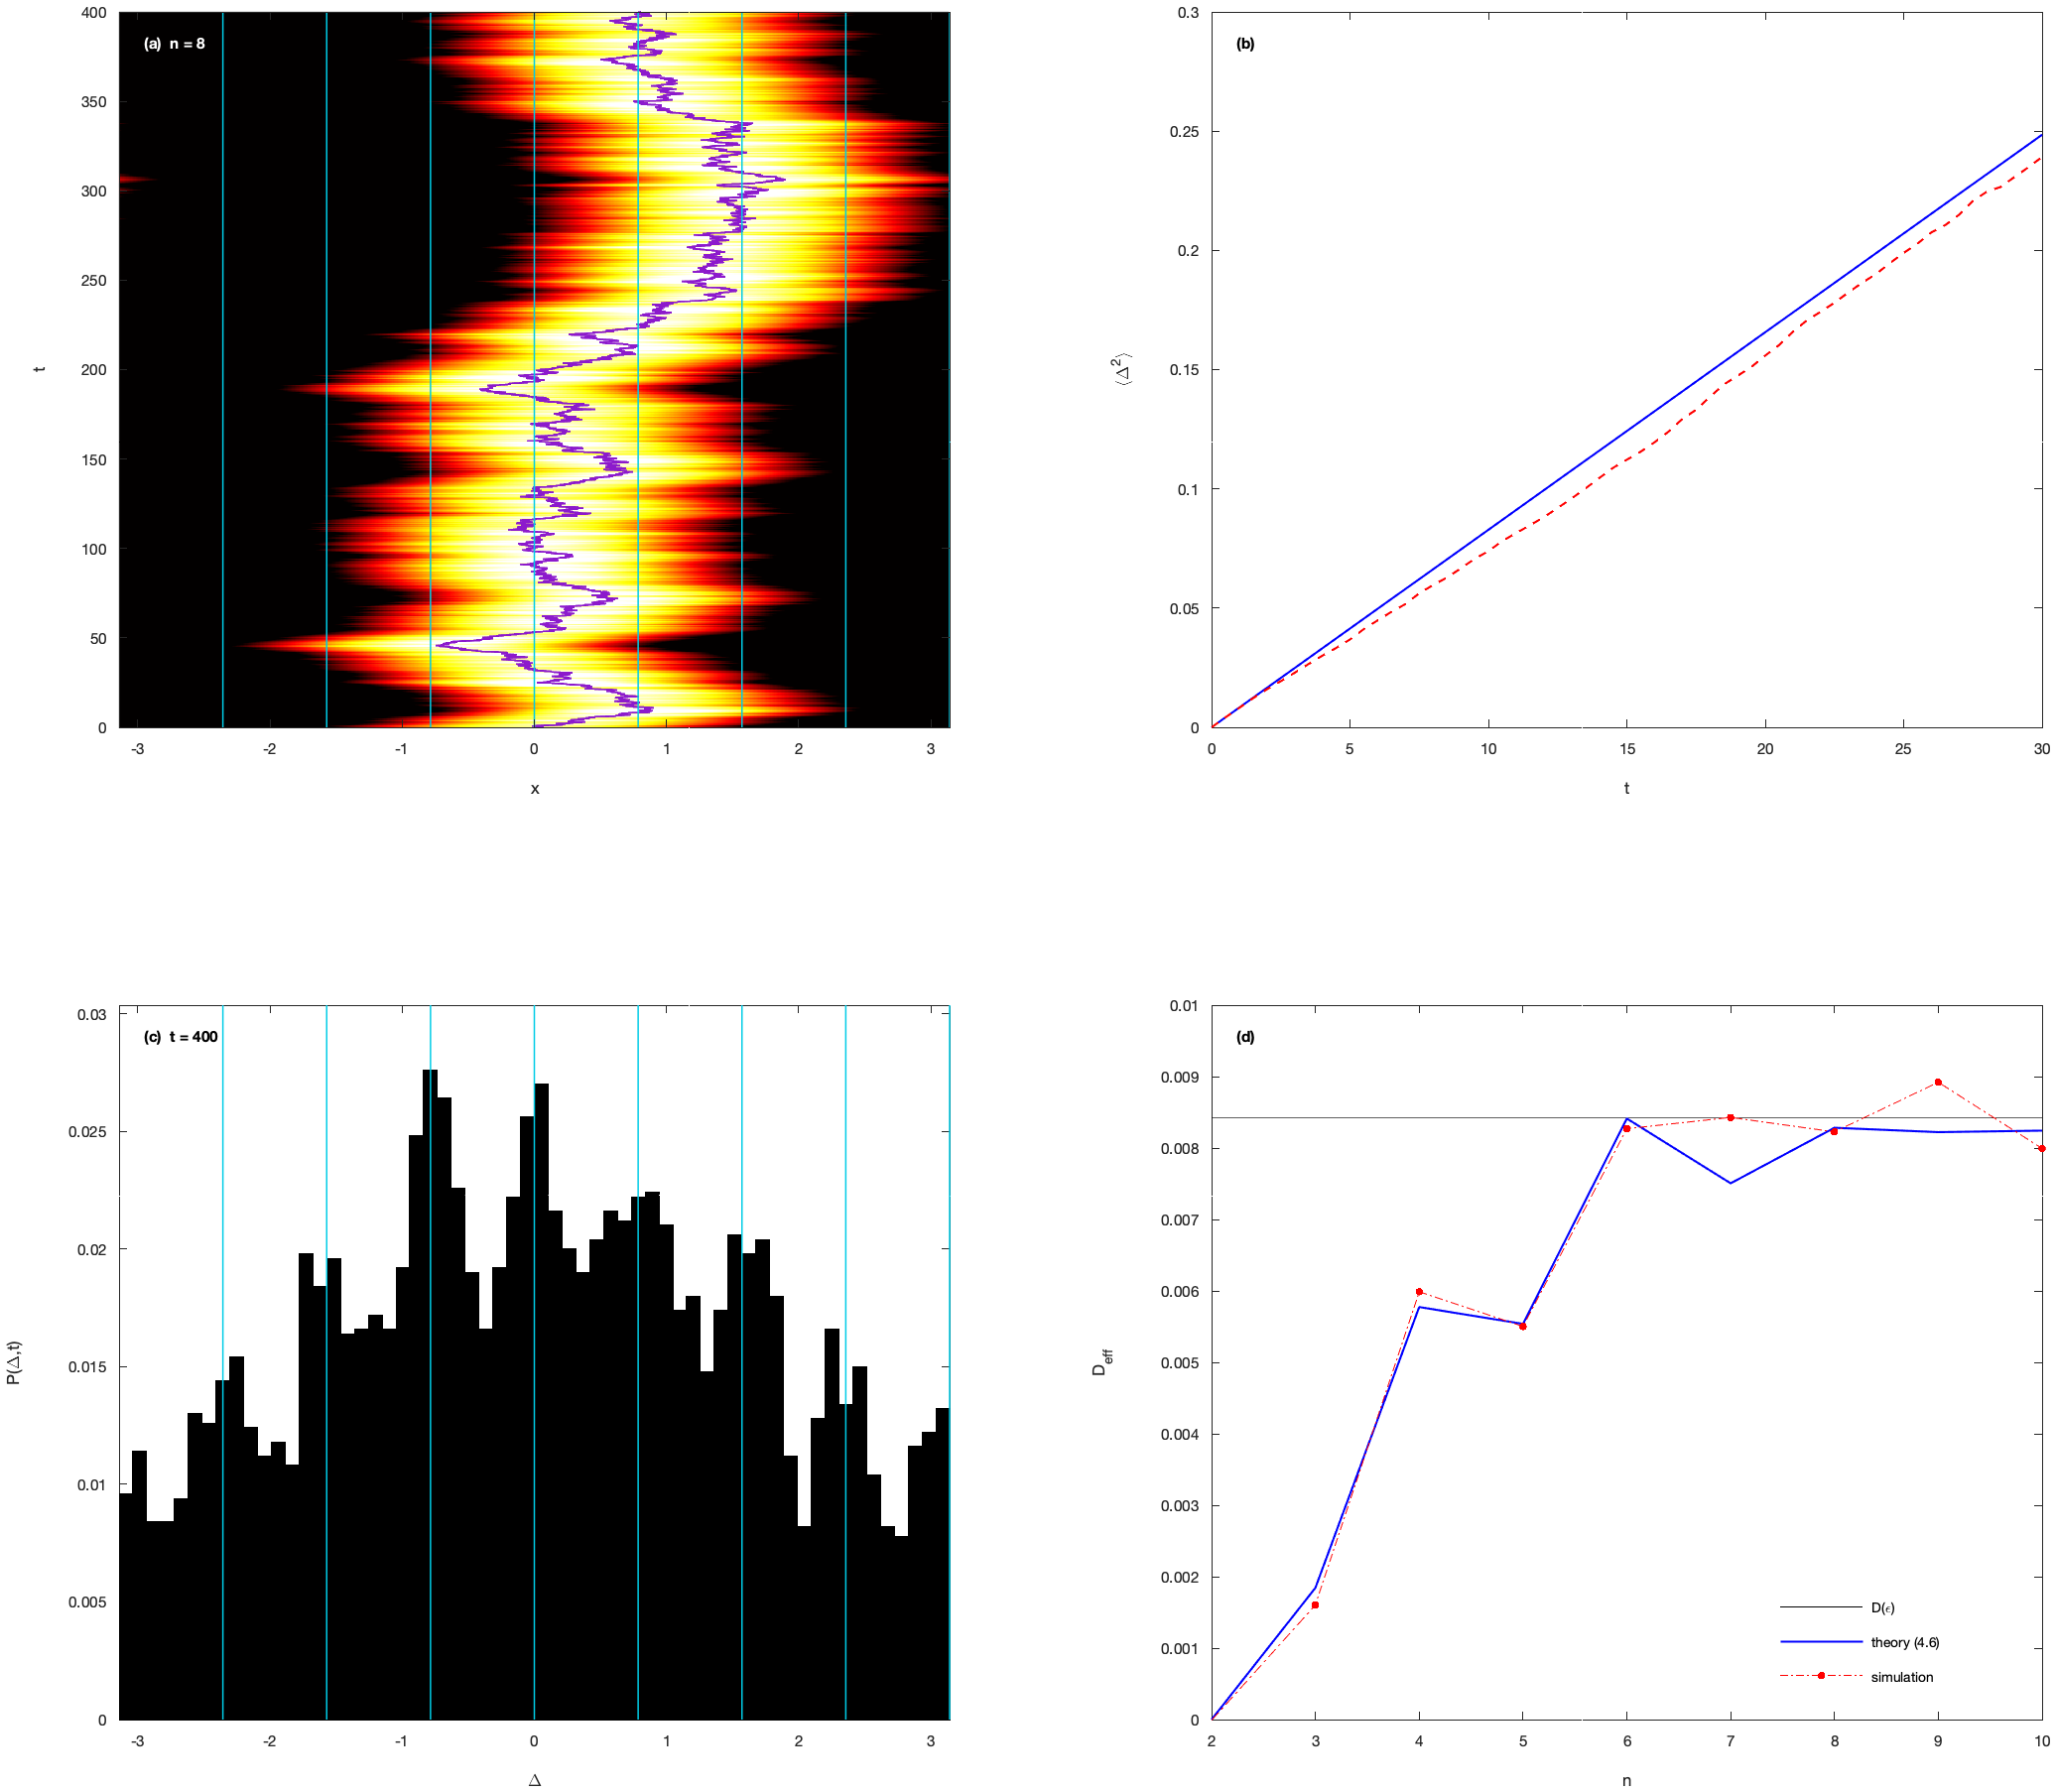 (a) n = 8
400
350
300
250
200
150
100
50
0
t
-3 -2 -1 0 1 2 3
x
(b)
0.3
0.25
0.2
0.15
0.1
0.05
0
⟨Δ²⟩
0 5 10 15 20 25 30
t
(c) t = 400
0.03
0.025
0.02
0.015
0.01
0.005
0
P(Δ,t)
-3 -2 -1 0 1 2 3
Δ
(d)
0.01
0.009
0.008
0.007
0.006
0.005
0.004
0.003
0.002
0.001
0
D_eff
D(ϵ)
theory (4.6)
simulation
2 3 4 5 6 7 8 9 10
n